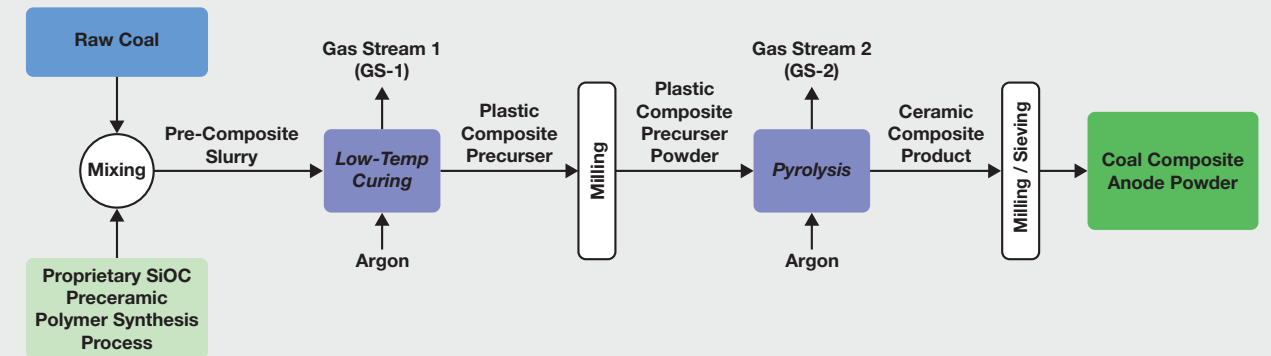 Raw Coal
Mixing
Proprietary SiOC
Preceramic
Polymer Synthesis
Process
Pre-Composite
Slurry
Gas Stream 1
(GS-1)
Low-Temp
Curing
Argon
Plastic
Composite
Precurser
Milling
Plastic
Composite
Precurser
Powder
Gas Stream 2
(GS-2)
Pyrolysis
Argon
Ceramic
Composite
Product
Milling / Sieving
Coal Composite
Anode Powder